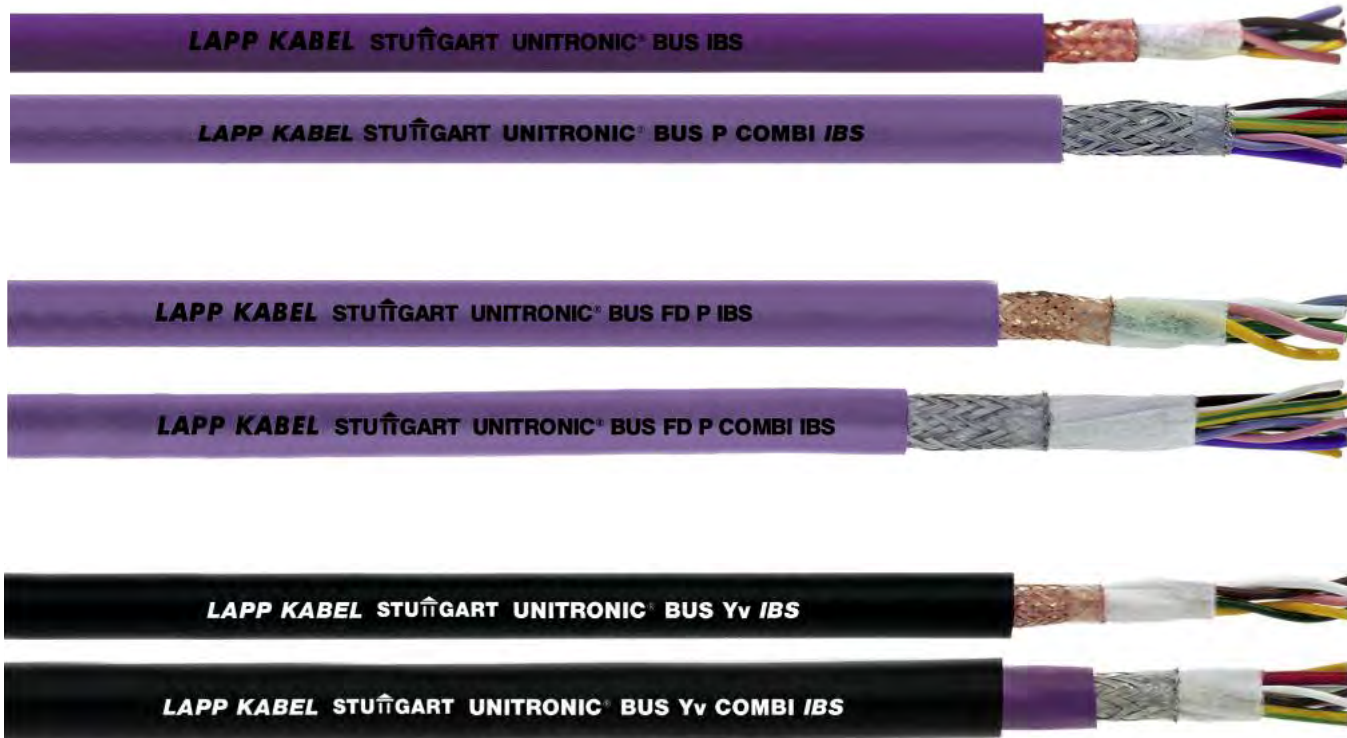 LAPP KABEL STUTTGART UNITRONIC® BUS IBS
LAPP KABEL STUTTGART UNITRONIC® BUS P COMBI IBS
LAPP KABEL STUTTGART UNITRONIC® BUS FD P IBS
LAPP KABEL STUTTGART UNITRONIC® BUS FD P COMBI IBS
LAPP KABEL STUTTGART UNITRONIC® BUS Yv IBS
LAPP KABEL STUTTGART UNITRONIC® BUS Yv COMBI IBS